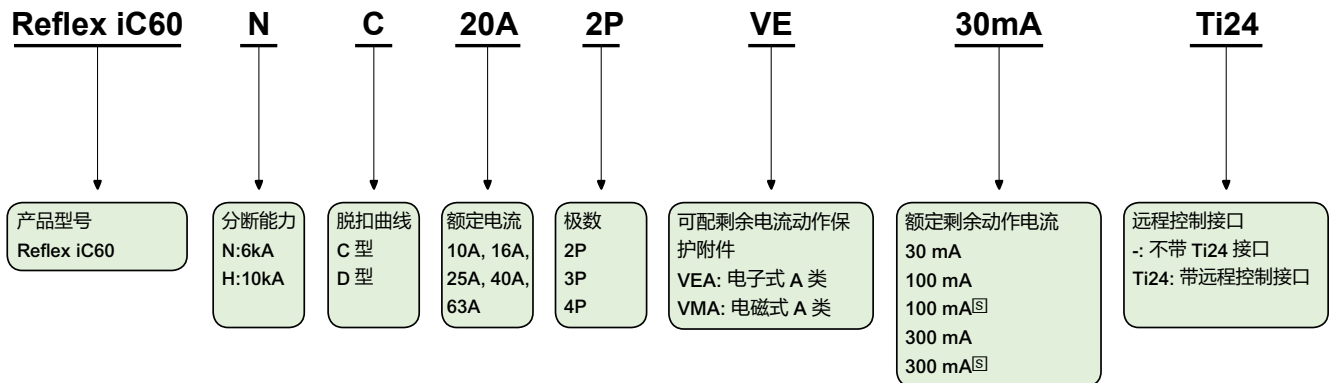 Reflex iC60 N C 20A 2P VE 30mA Ti24
产品型号
Reflex iC60
分断能力
N:6kA
H:10kA
脱扣曲线
C 型
D 型
额定电流
10A, 16A,
25A, 40A,
63A
极数
2P
3P
4P
可配剩余电流动作保
护附件
VEA: 电子式 A 类
VMA: 电磁式 A 类
额定剩余动作电流
30 mA
100 mA
100 mA🅂
300 mA
300 mA🅂
远程控制接口
-: 不带 Ti24 接口
Ti24: 带远程控制接口